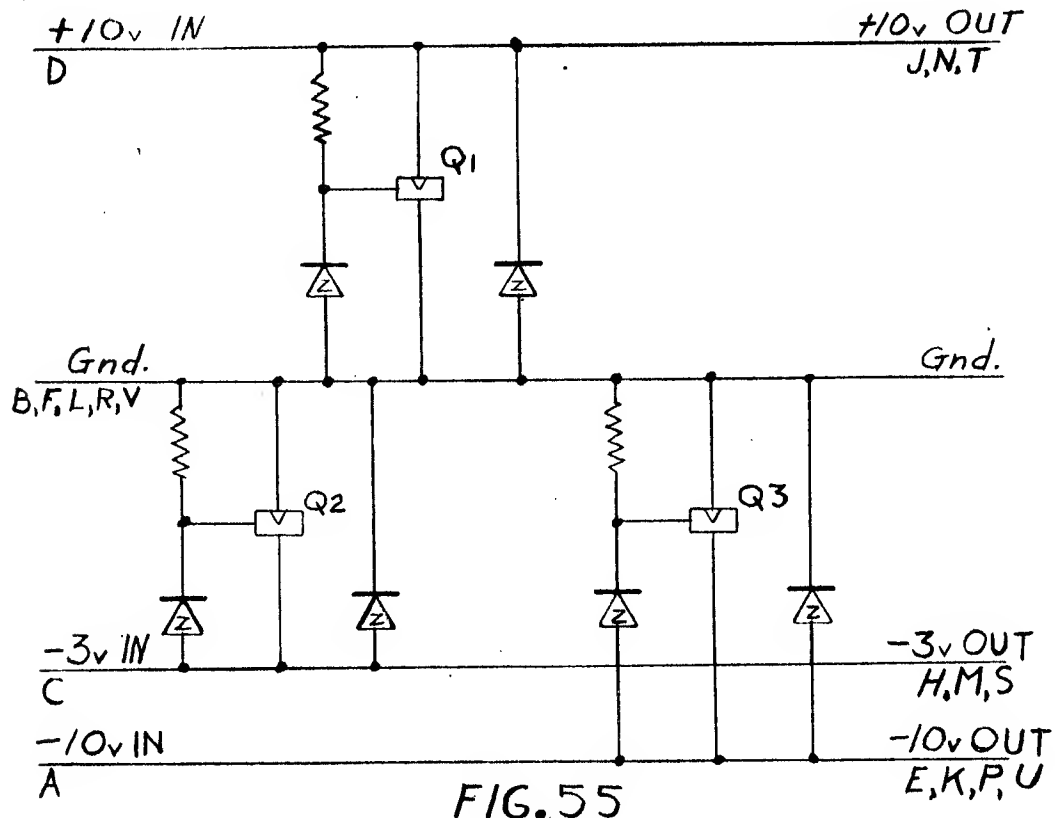 +10v IN
+10v OUT
D
J,N,T
Q1
Z
Z
Gnd.
Gnd.
B,F,L,R,V
Q2
Q3
Z
Z
Z
Z
-3v IN
-3v OUT
C
H,M,S
-10v IN
-10v OUT
A
E,K,P,U
FIG.55